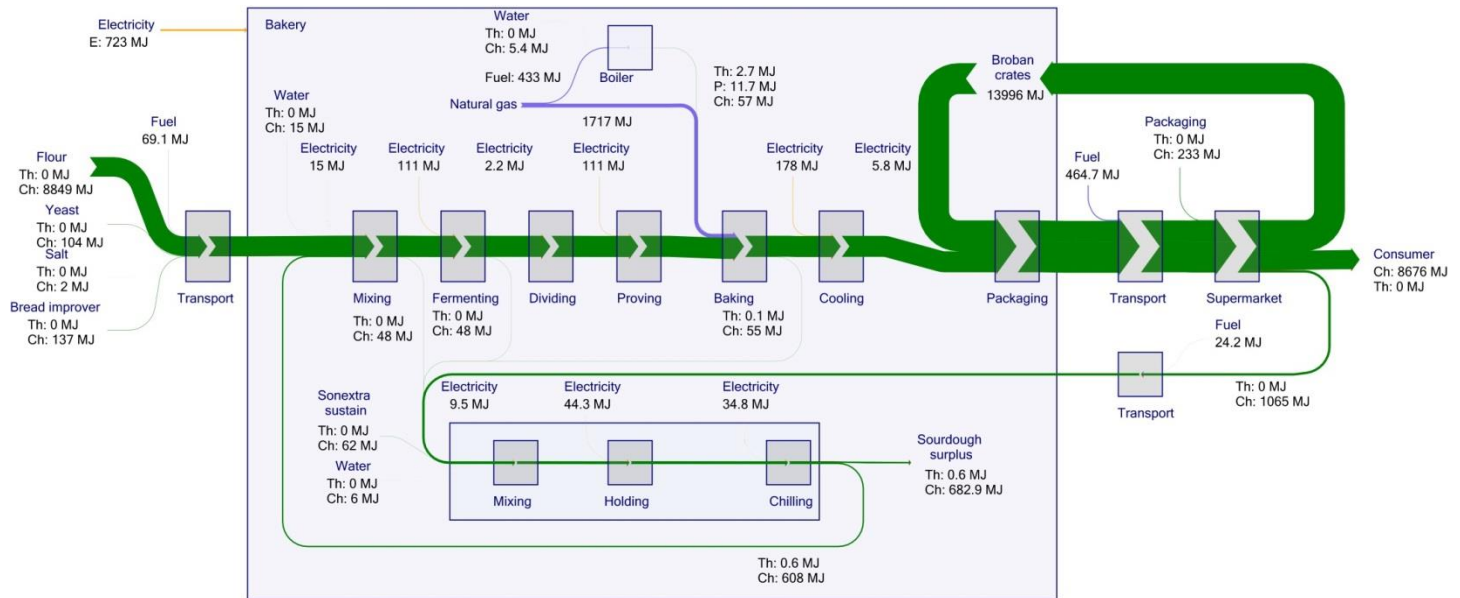 Electricity
E: 723 MJ
Bakery
Water
Th: 0 MJ
Ch: 5.4 MJ
Boiler
Fuel: 433 MJ
Th: 2.7 MJ
P: 11.7 MJ
Ch: 57 MJ
Natural gas
1717 MJ
Broban
crates
13996 MJ
Water
Th: 0 MJ
Ch: 15 MJ
Fuel
69.1 MJ
Electricity
15 MJ
Electricity
111 MJ
Electricity
2.2 MJ
Electricity
111 MJ
Electricity
178 MJ
Electricity
5.8 MJ
Fuel
464.7 MJ
Packaging
Th: 0 MJ
Ch: 233 MJ
Flour
Th: 0 MJ
Ch: 8849 MJ
Yeast
Th: 0 MJ
Ch: 104 MJ
Salt
Th: 0 MJ
Ch: 2 MJ
Bread improver
Th: 0 MJ
Ch: 137 MJ
Transport
Mixing
Th: 0 MJ
Ch: 48 MJ
Fermenting
Th: 0 MJ
Ch: 48 MJ
Dividing
Proving
Baking
Th: 0.1 MJ
Ch: 55 MJ
Cooling
Packaging
Transport
Supermarket
Consumer
Ch: 8676 MJ
Th: 0 MJ
Fuel
24.2 MJ
Transport
Th: 0 MJ
Ch: 1065 MJ
Sonextra
sustain
Th: 0 MJ
Ch: 62 MJ
Water
Th: 0 MJ
Ch: 6 MJ
Electricity
9.5 MJ
Electricity
44.3 MJ
Electricity
34.8 MJ
Mixing
Holding
Chilling
Sourdough
surplus
Th: 0.6 MJ
Ch: 682.9 MJ
Th: 0.6 MJ
Ch: 608 MJ